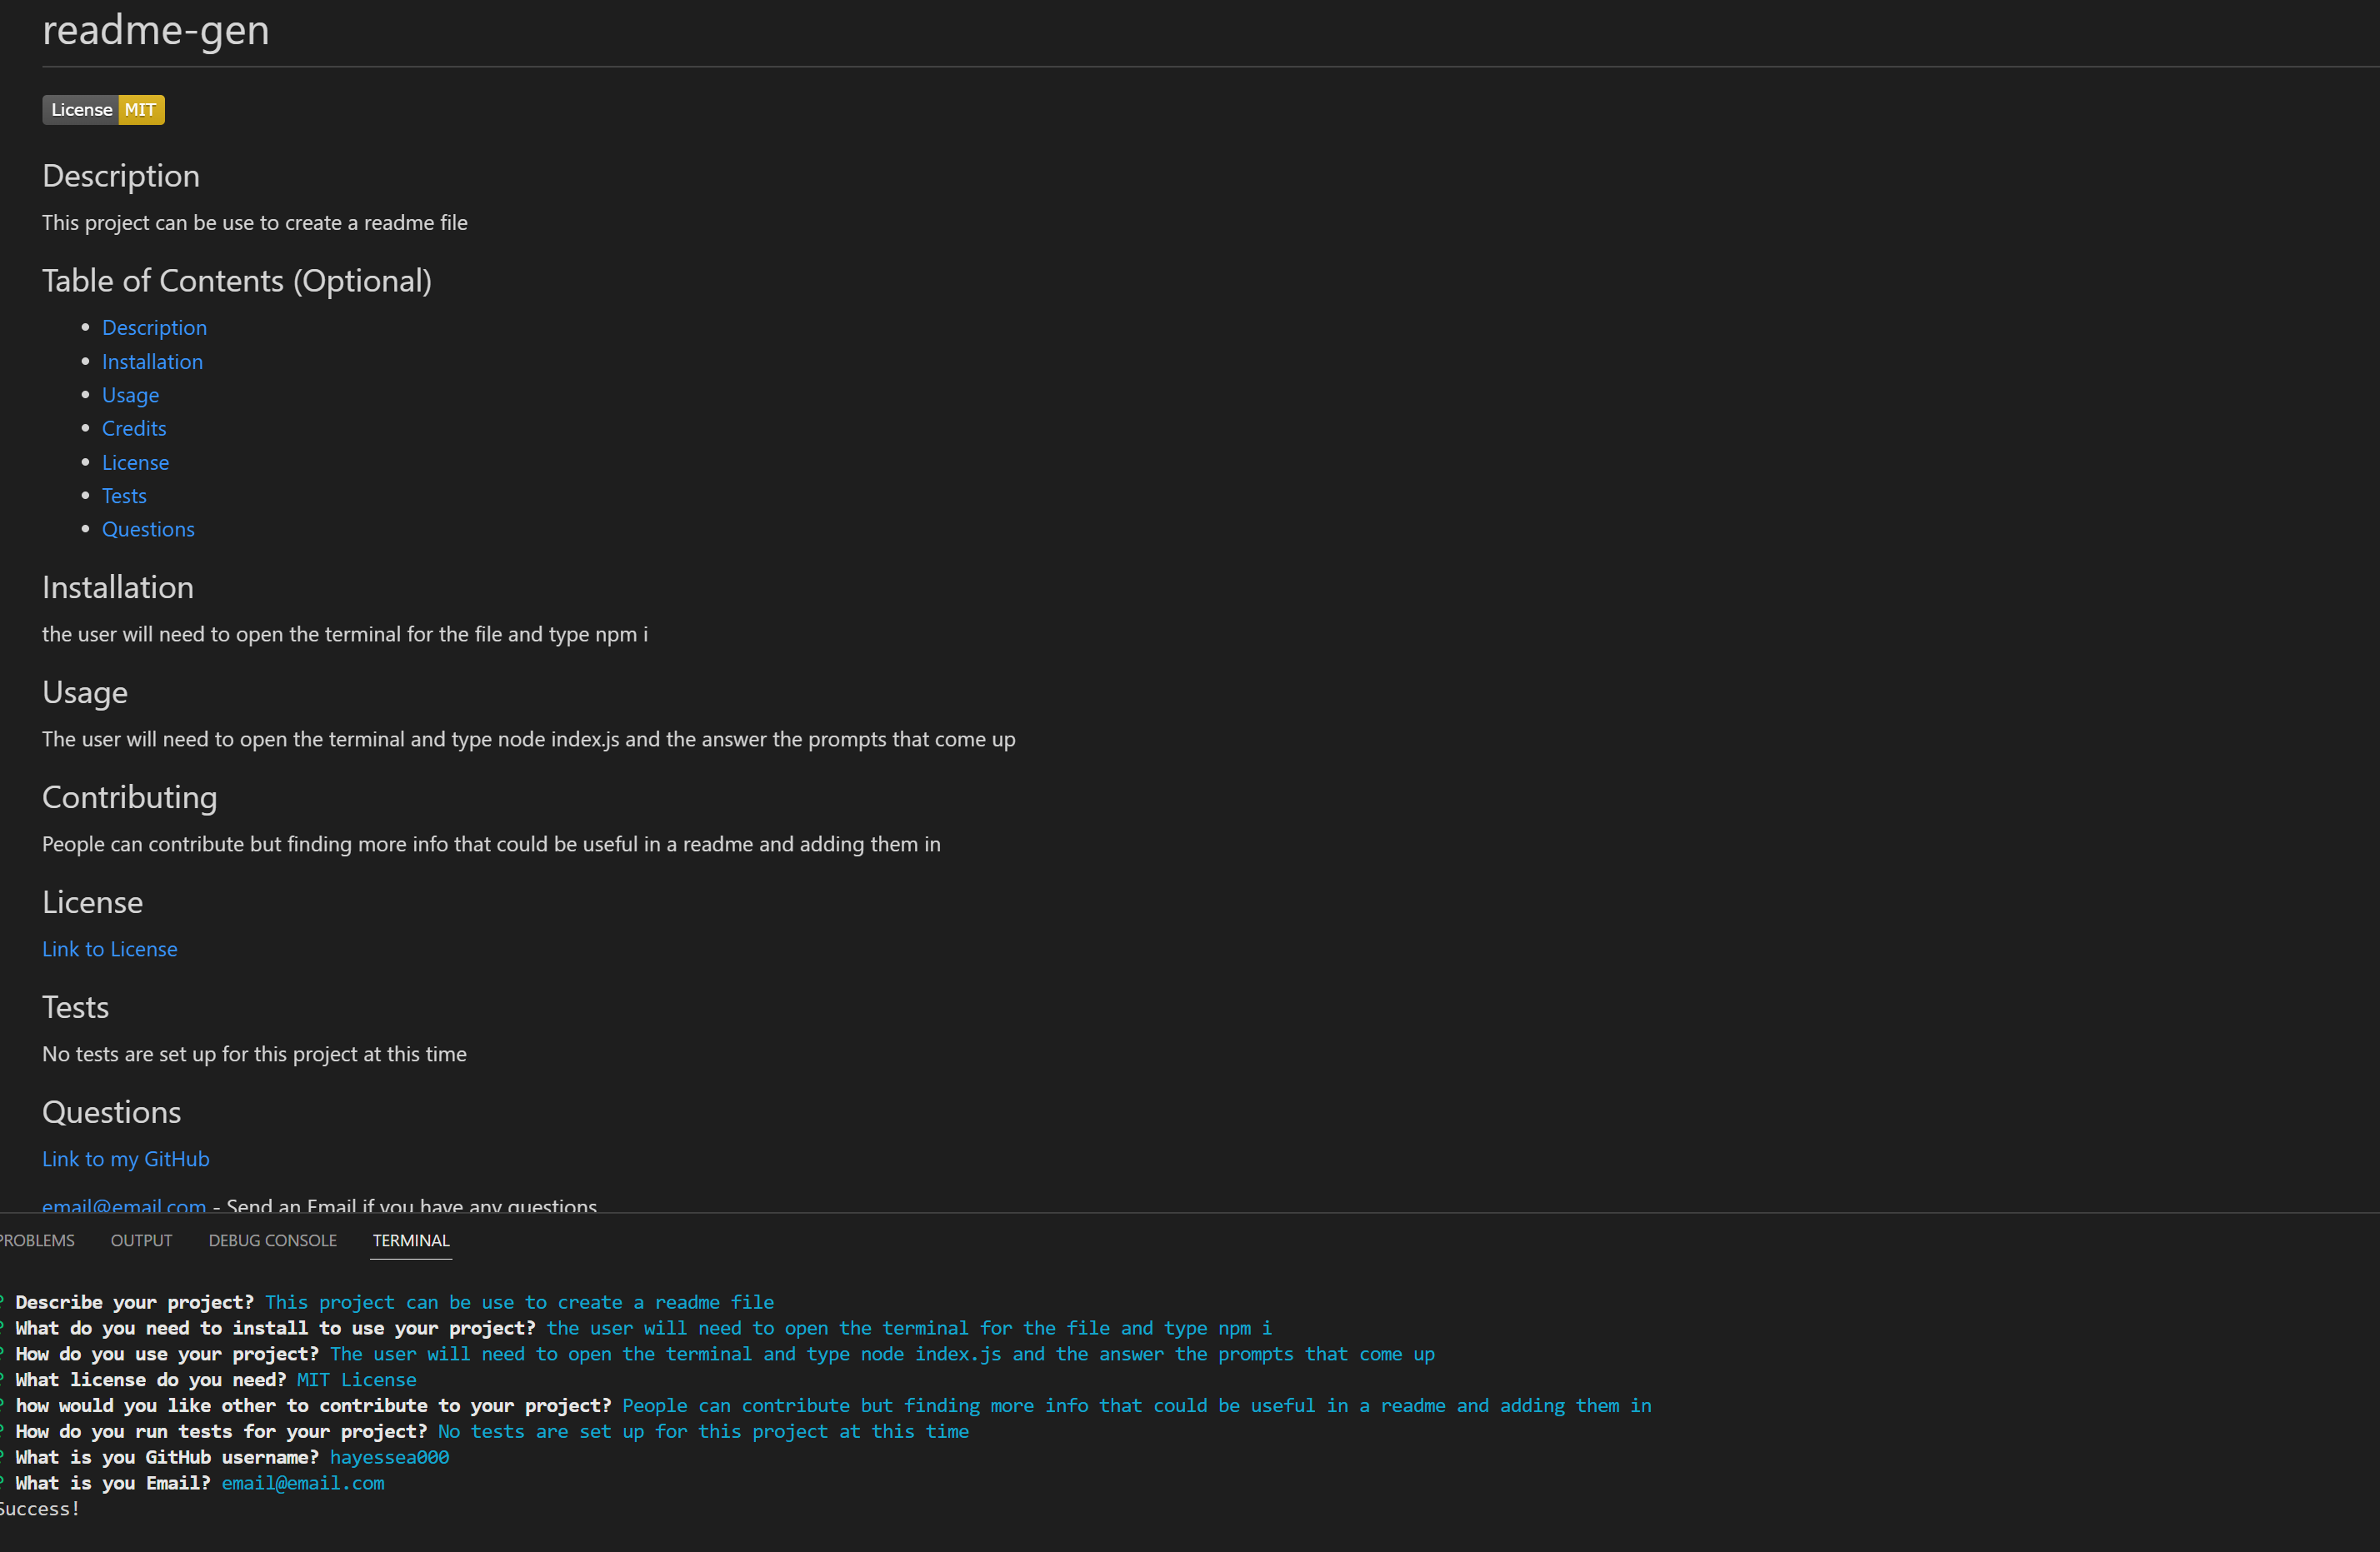 readme-gen
License MIT
Description
This project can be use to create a readme file
Table of Contents (Optional)
Description
Installation
Usage
Credits
License
Tests
Questions
Installation
the user will need to open the terminal for the file and type npm i
Usage
The user will need to open the terminal and type node index.js and the answer the prompts that come up
Contributing
People can contribute but finding more info that could be useful in a readme and adding them in
License
Link to License
Tests
No tests are set up for this project at this time
Questions
Link to my GitHub
email@email.com - Send an Email if you have any questions
PROBLEMS OUTPUT DEBUG CONSOLE TERMINAL
? Describe your project? This project can be use to create a readme file
? What do you need to install to use your project? the user will need to open the terminal for the file and type npm i
? How do you use your project? The user will need to open the terminal and type node index.js and the answer the prompts that come up
? What license do you need? MIT License
? how would you like other to contribute to your project? People can contribute but finding more info that could be useful in a readme and adding them in
? How do you run tests for your project? No tests are set up for this project at this time
? What is you GitHub username? hayessea000
? What is you Email? email@email.com
Success!